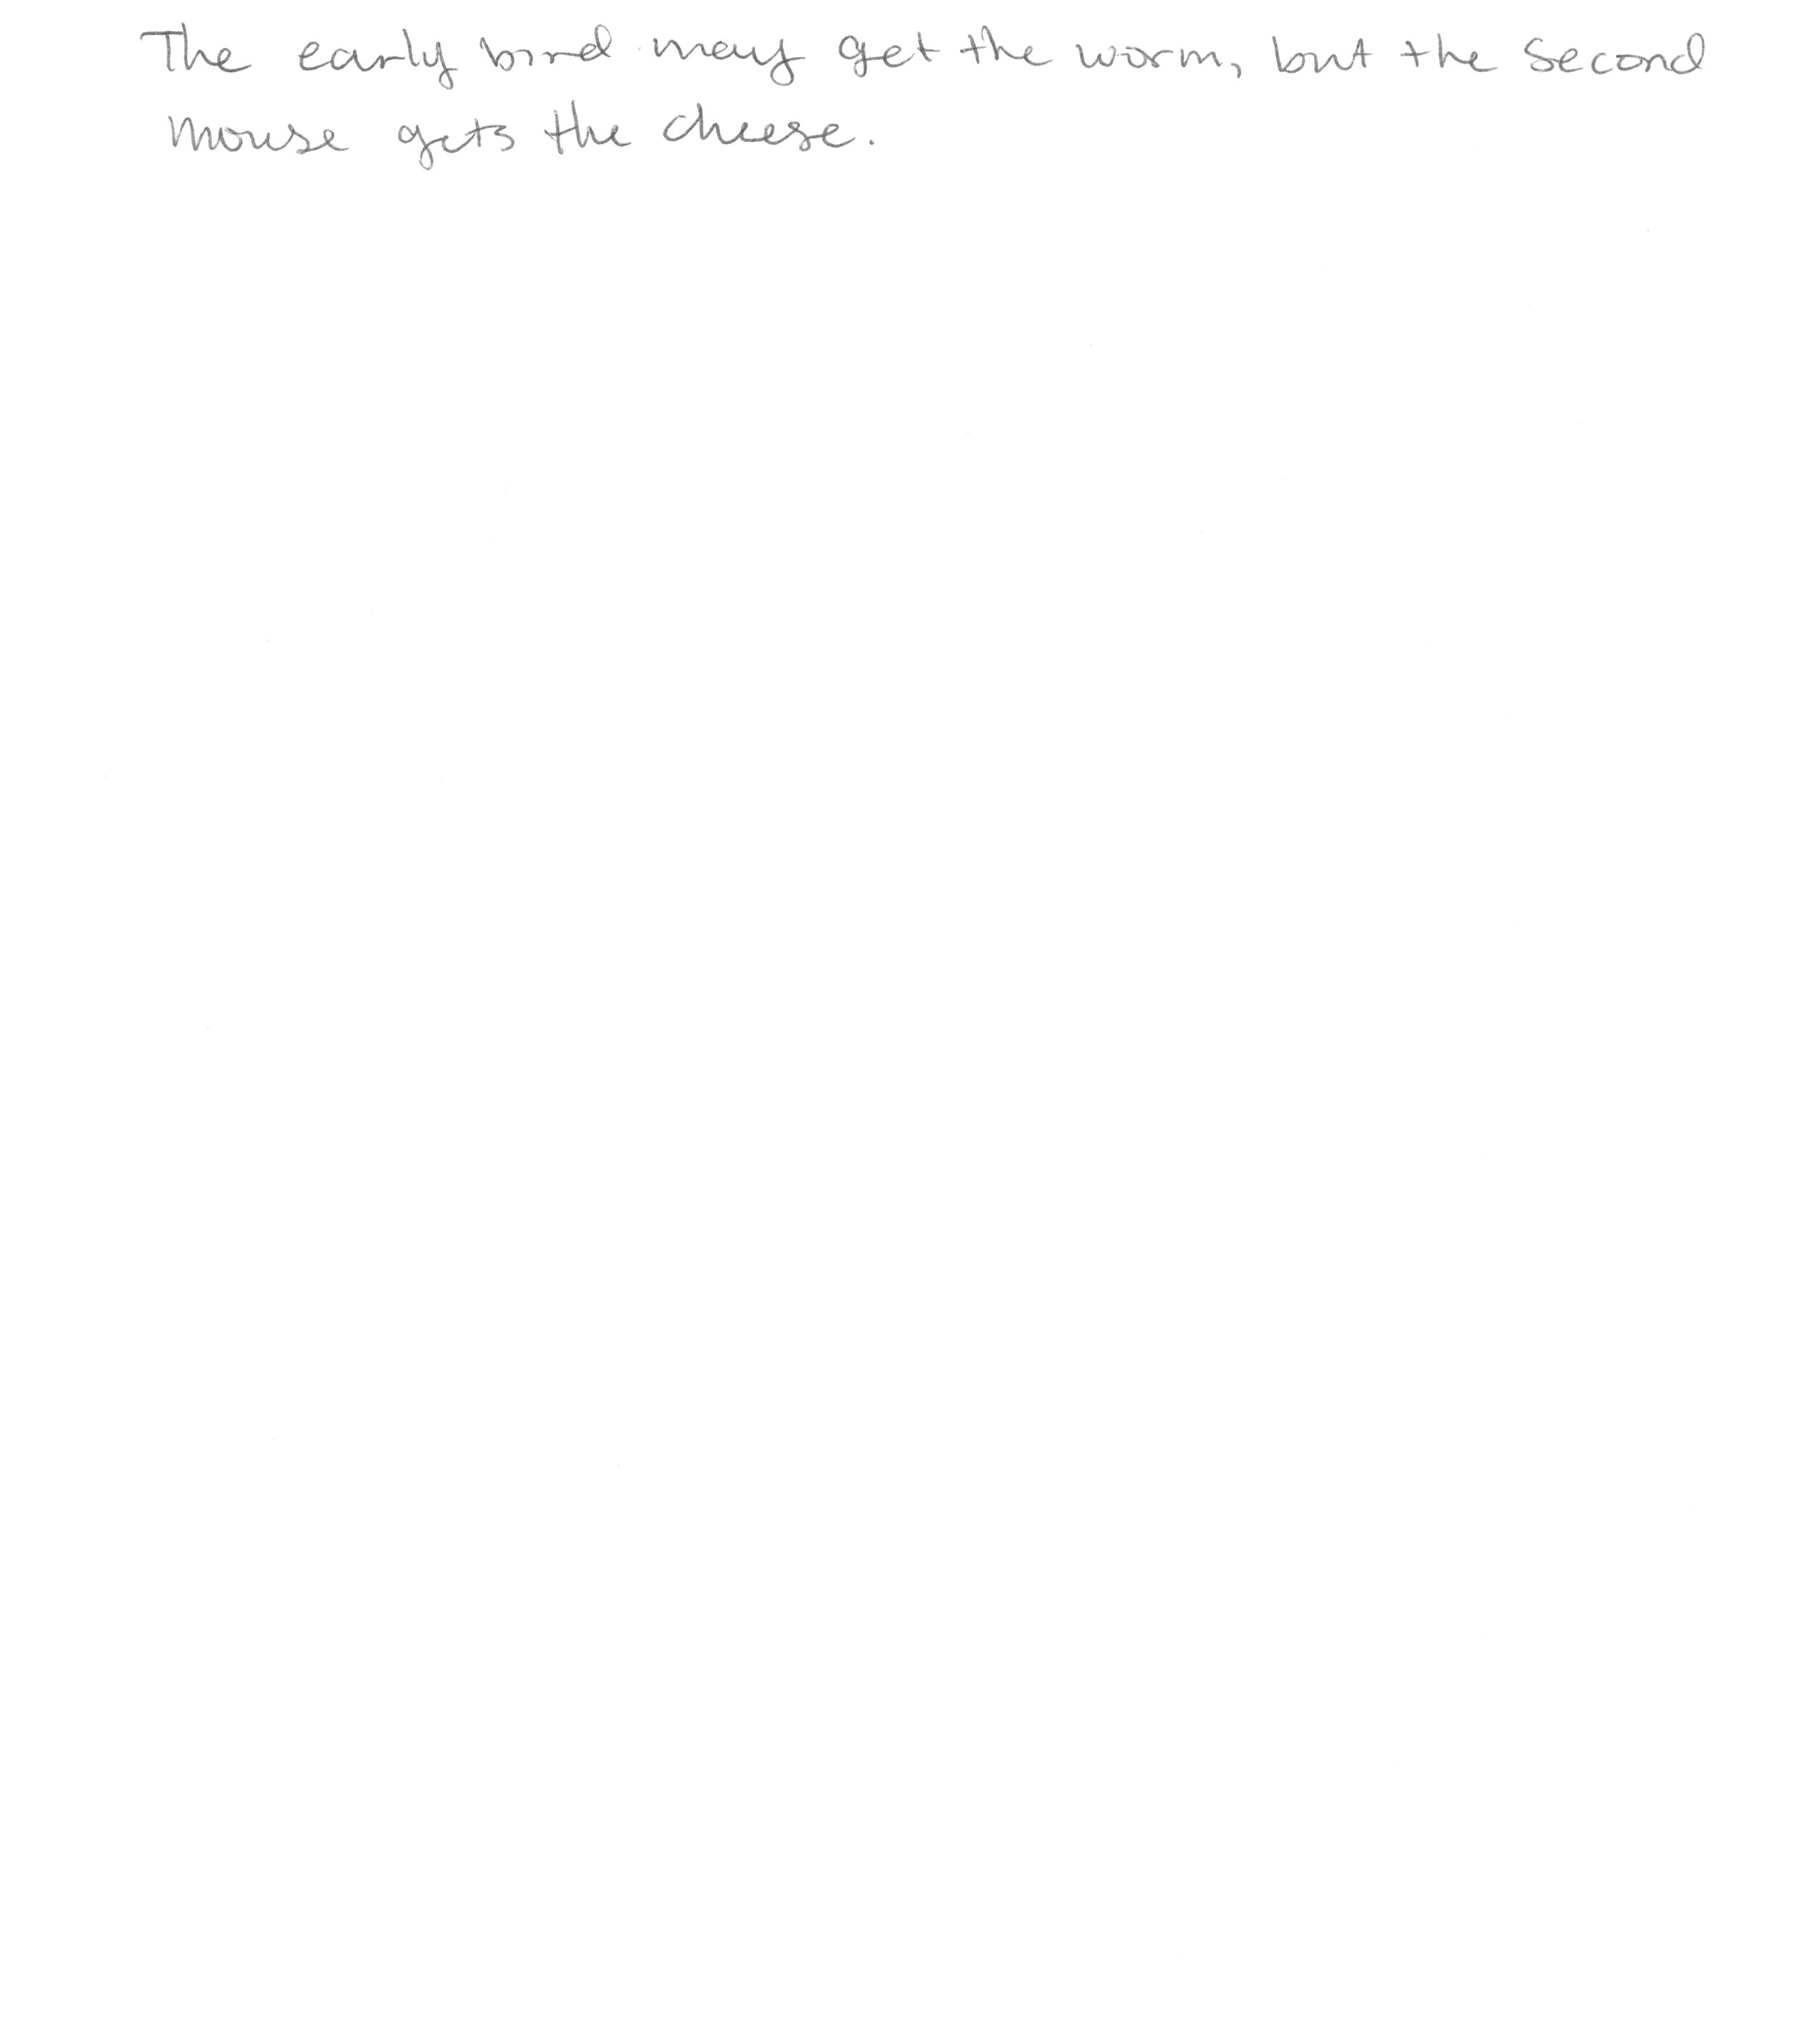 The early bird may get the worm, but the second
mouse gets the cheese.